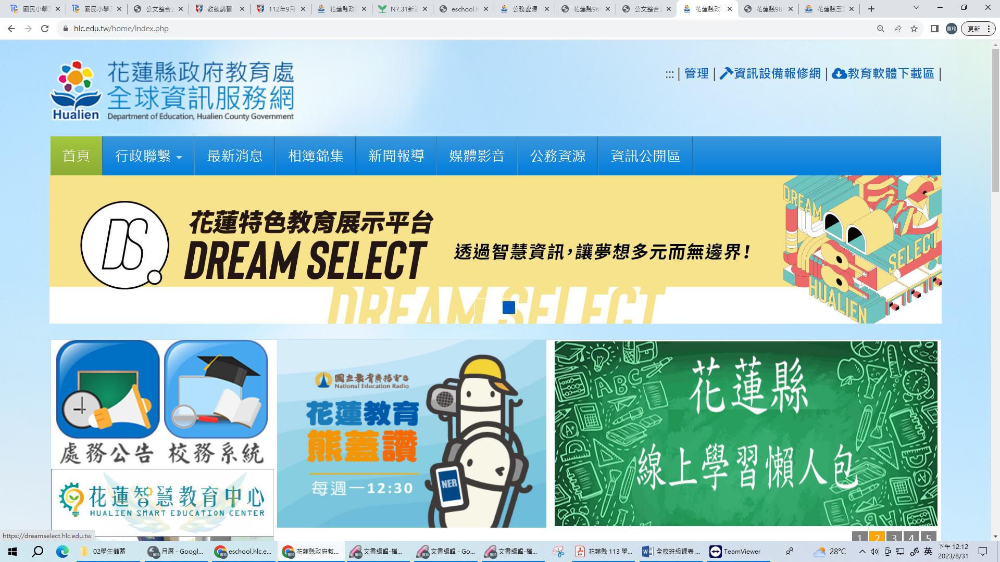 國民小學及
國民小學及
公文整合資
教練講習
112年9月
花蓮縣政府
N7.31新課
eschool.h
公務資源
花蓮縣96
公文整合資
花蓮縣政府
花蓮縣98
花蓮縣玉里
hlc.edu.tw/home/index.php
更新
花蓮縣政府教育處
全球資訊服務網
Hualien
Department of Education, Hualien County Government
::: | 管理 | 資訊設備報修網 | 教育軟體下載區 |
首頁 行政聯繫 最新消息 相簿錦集 新聞報導 媒體影音 公務資源 資訊公開區
DS
花蓮特色教育展示平台
DREAM SELECT
透過智慧資訊,讓夢想多元而無邊界!
DREAM SELECT
DREAM
SELECT
HUALIEN
處務公告 校務系統
國立教育廣播電台
National Education Radio
花蓮教育
熊蓋讚
每週一12:30
NER
花蓮縣
線上學習懶人包
花蓮智慧教育中心
HUALIEN SMART EDUCATION CENTER
1 2 3 4 5
https://dreamselect.hlc.edu.tw
02學生儲蓄
月曆 - Googl...
eschool.hlc.e...
花蓮縣政府教...
文書編輯-檔...
文書編輯 - Go...
文書編輯-檔...
花蓮縣 113 學...
全校班級課表 ...
TeamViewer
28°C
英
下午 12:12
2023/8/31